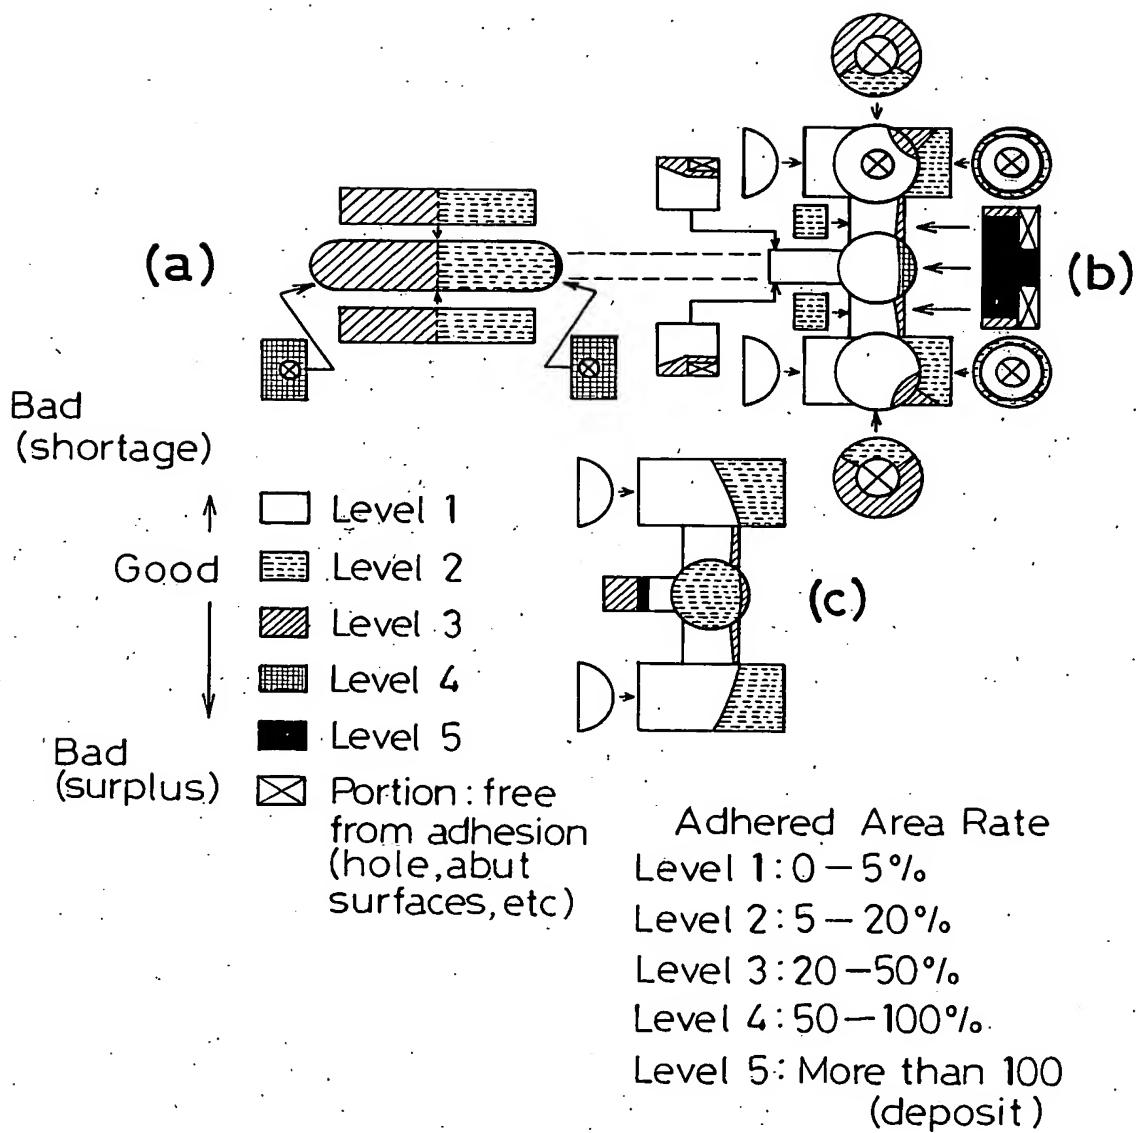 (a)
(b)
Bad
(shortage)
Good
Bad
(surplus)
Level 1
Level 2
Level 3
Level 4
Level 5
Portion: free
from adhesion
(hole, abut
surfaces, etc)
(c)
Adhered Area Rate
Level 1: 0-5%
Level 2: 5-20%
Level 3: 20-50%
Level 4: 50-100%
Level 5: More than 100
(deposit)